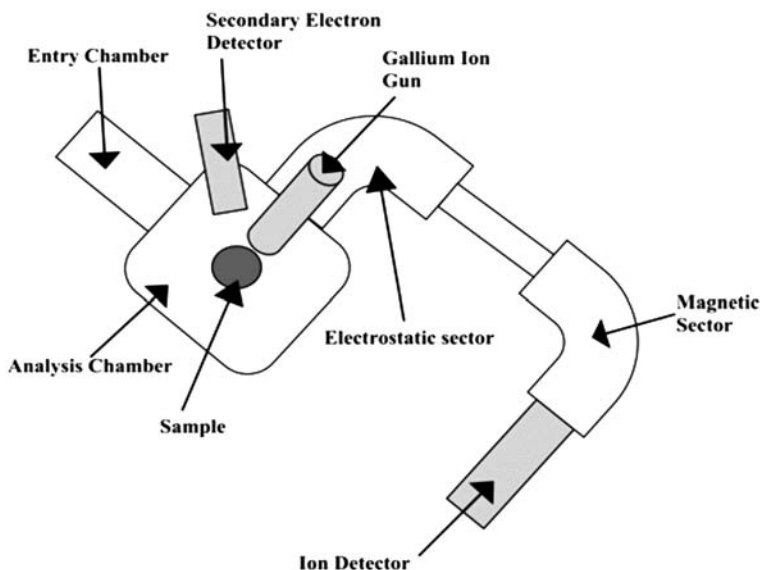 Secondary Electron
Detector
Entry Chamber
Gallium Ion
Gun
Magnetic
Sector
Electrostatic sector
Analysis Chamber
Sample
Ion Detector